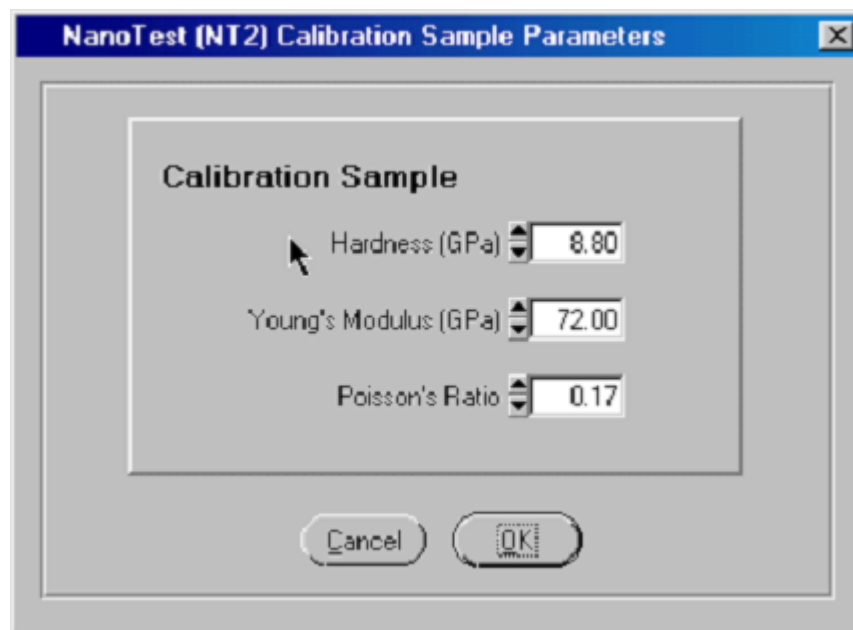 NanoTest (NT2) Calibration Sample Parameters
Calibration Sample
Hardness (GPa) 8.80
Young's Modulus (GPa) 72.00
Poisson's Ratio 0.17
Cancel OK